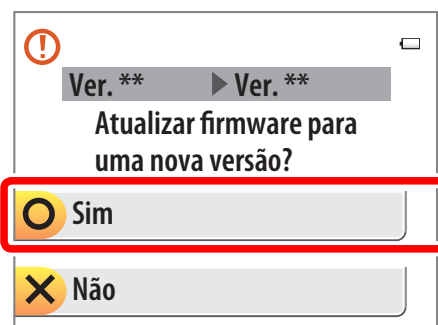 Ver. ** ▶ Ver. **
Atualizar firmware para
uma nova versão?
Sim
Não